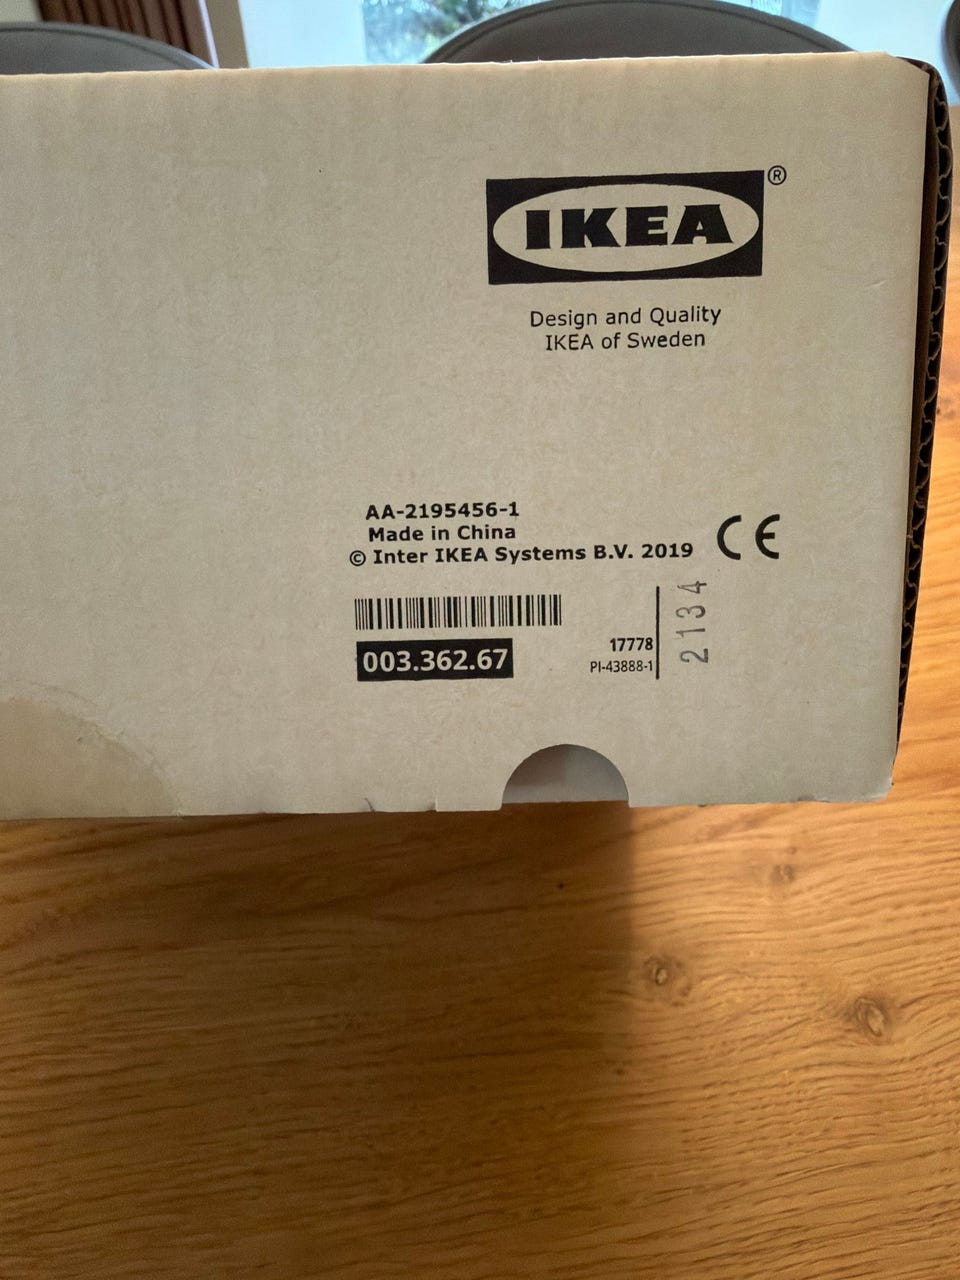 IKEA®
Design and Quality
IKEA of Sweden
AA-2195456-1
Made in China
© Inter IKEA Systems B.V. 2019
CE
003.362.67
17778
PI-43888-1
2134